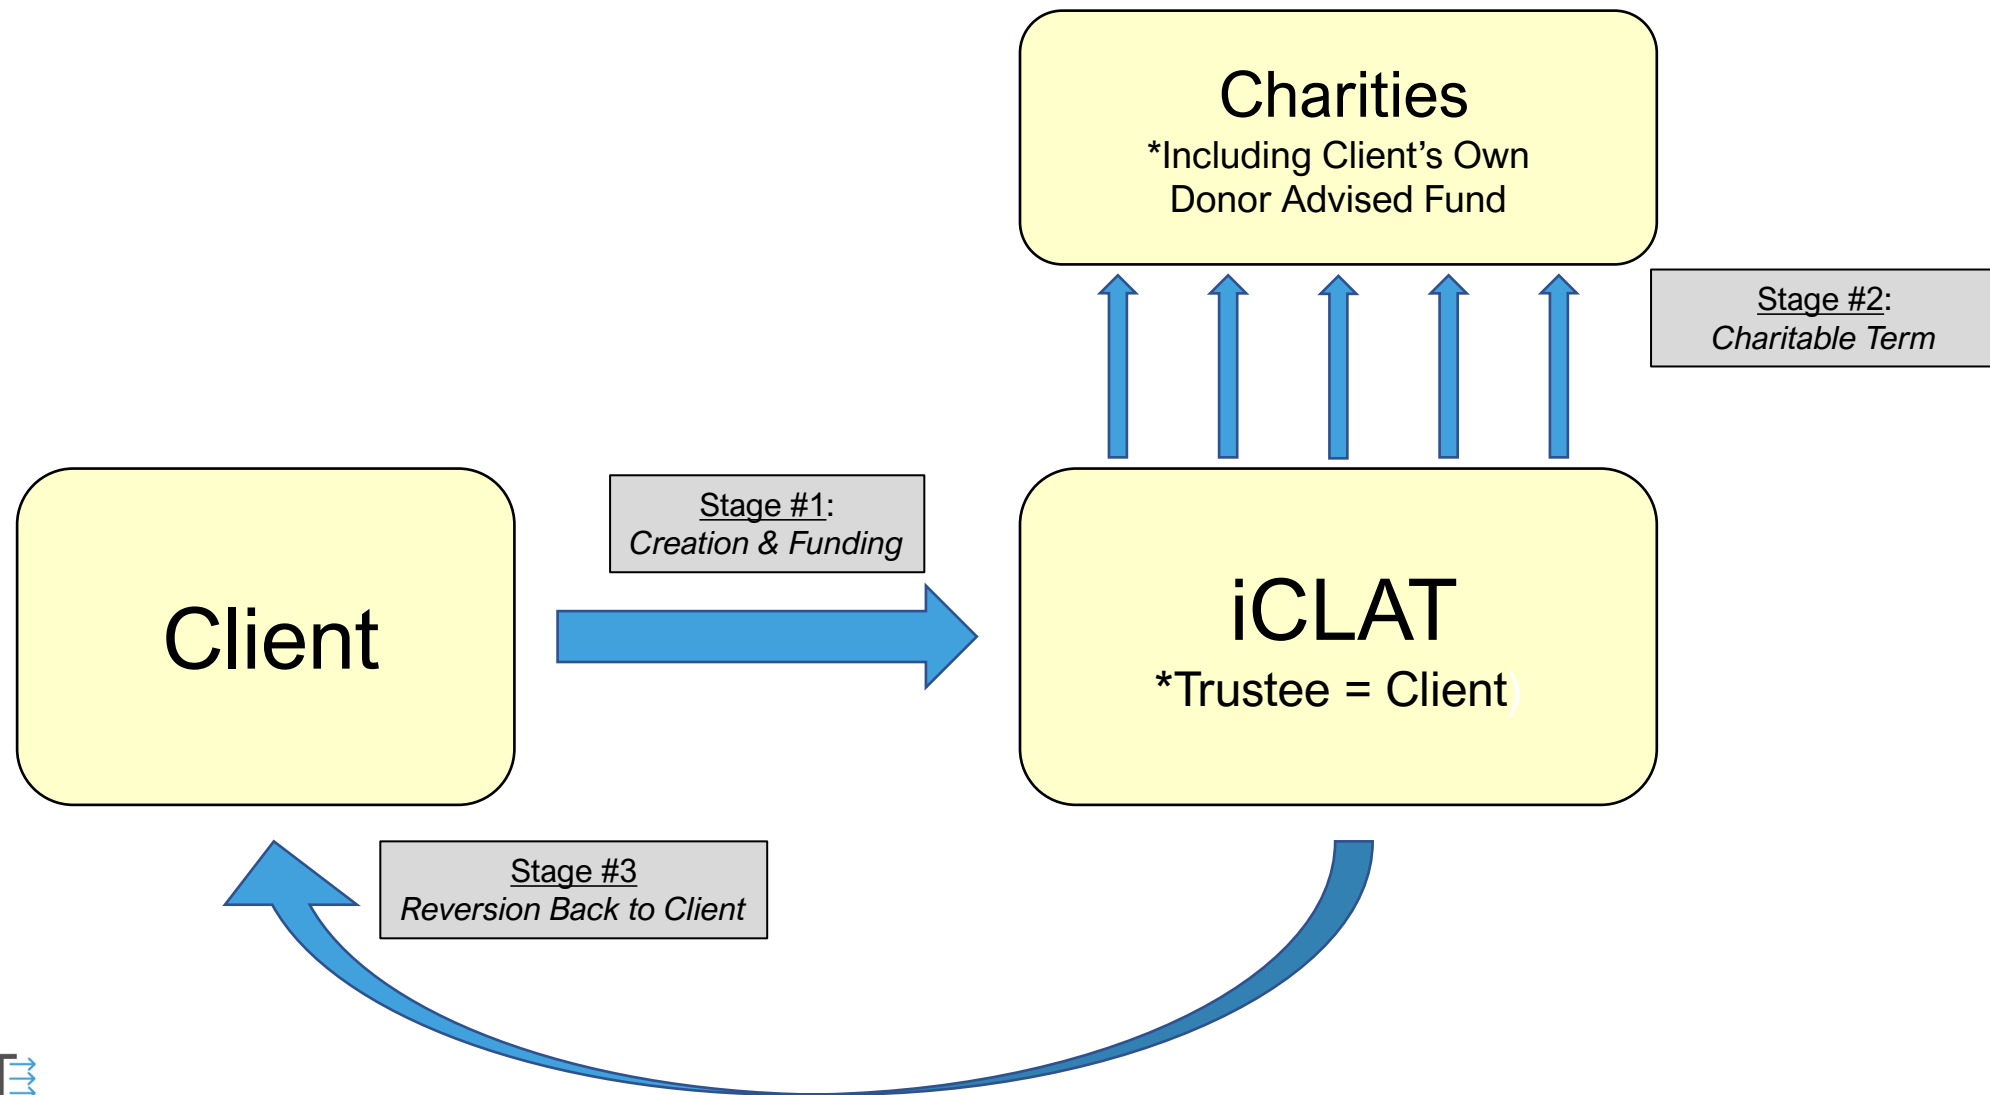 Charities
*Including Client’s Own
Donor Advised Fund
Stage #2:
Charitable Term
Stage #1:
Creation & Funding
Client
iCLAT
*Trustee = Client)
Stage #3
Reversion Back to Client